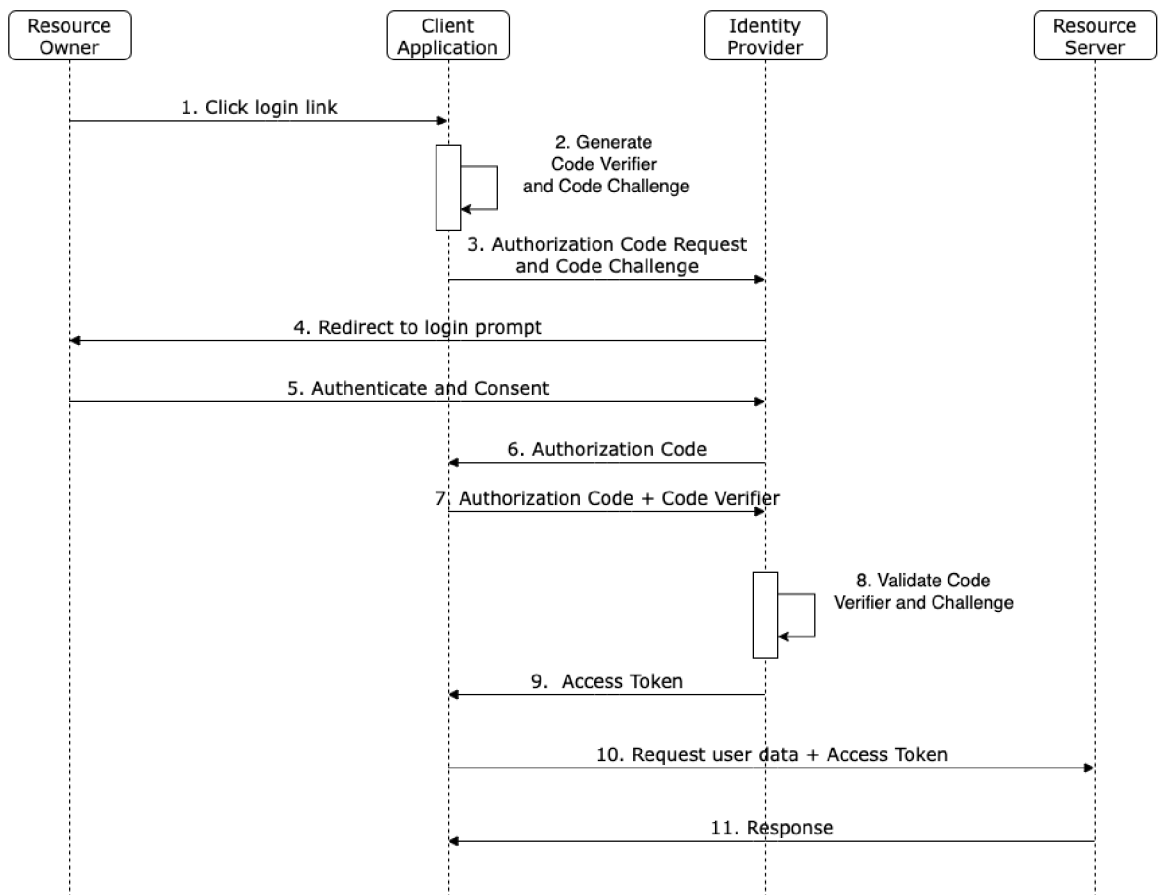 Resource
Owner
Client
Application
Identity
Provider
Resource
Server
1. Click login link
2. Generate
Code Verifier
and Code Challenge
3. Authorization Code Request
and Code Challenge
4. Redirect to login prompt
5. Authenticate and Consent
6. Authorization Code
7. Authorization Code + Code Verifier
8. Validate Code
Verifier and Challenge
9. Access Token
10. Request user data + Access Token
11. Response